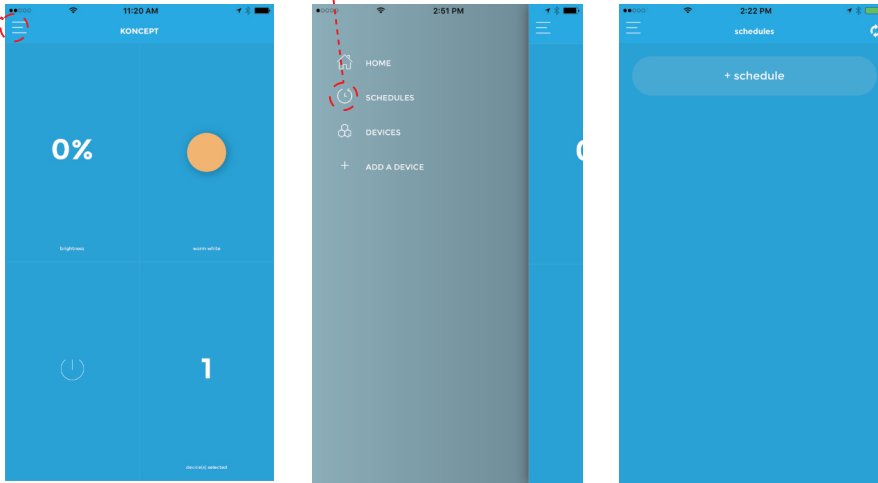 11:20 AM
KONCEPT
0%
brightness
warm white
1
device(s) selected
2:51 PM
HOME
SCHEDULES
DEVICES
ADD A DEVICE
2:22 PM
schedules
+ schedule